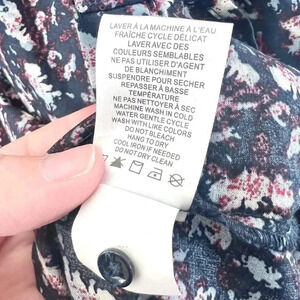 LAVER À LA MACHINE À L'EAU
FRAÎCHE CYCLE DÉLICAT
LAVER AVEC DES
COULEURS SEMBLABLES
NE PAS UTILISER D'AGENT
DE BLANCHIMENT
SUSPENDRE POUR SÉCHER
REPASSER À BASSE
TEMPÉRATURE
NE PAS NETTOYER À SEC
MACHINE WASH IN COLD
WATER GENTLE CYCLE
WASH WITH LIKE COLORS
DO NOT BLEACH
HANG TO DRY
COOL IRON IF NEEDED
DO NOT DRY CLEAN